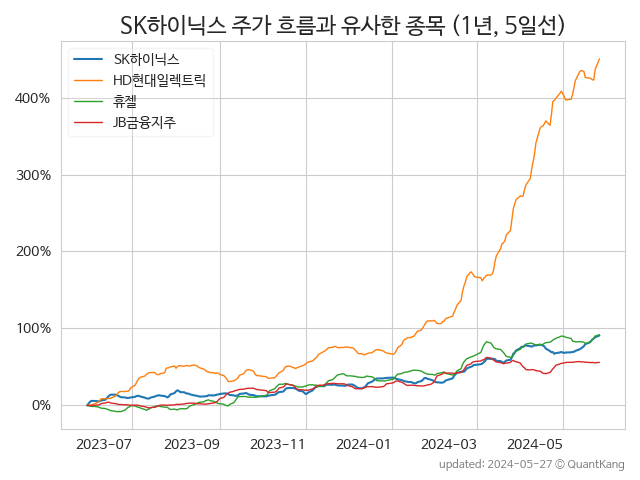 SK하이닉스 주가 흐름과 유사한 종목 (1년, 5일선)
SK하이닉스
HD현대일렉트릭
휴젤
JB금융지주
400%
300%
200%
100%
0%
2023-07 2023-09 2023-11 2024-01 2024-03 2024-05
updated: 2024-05-27 © QuantKang